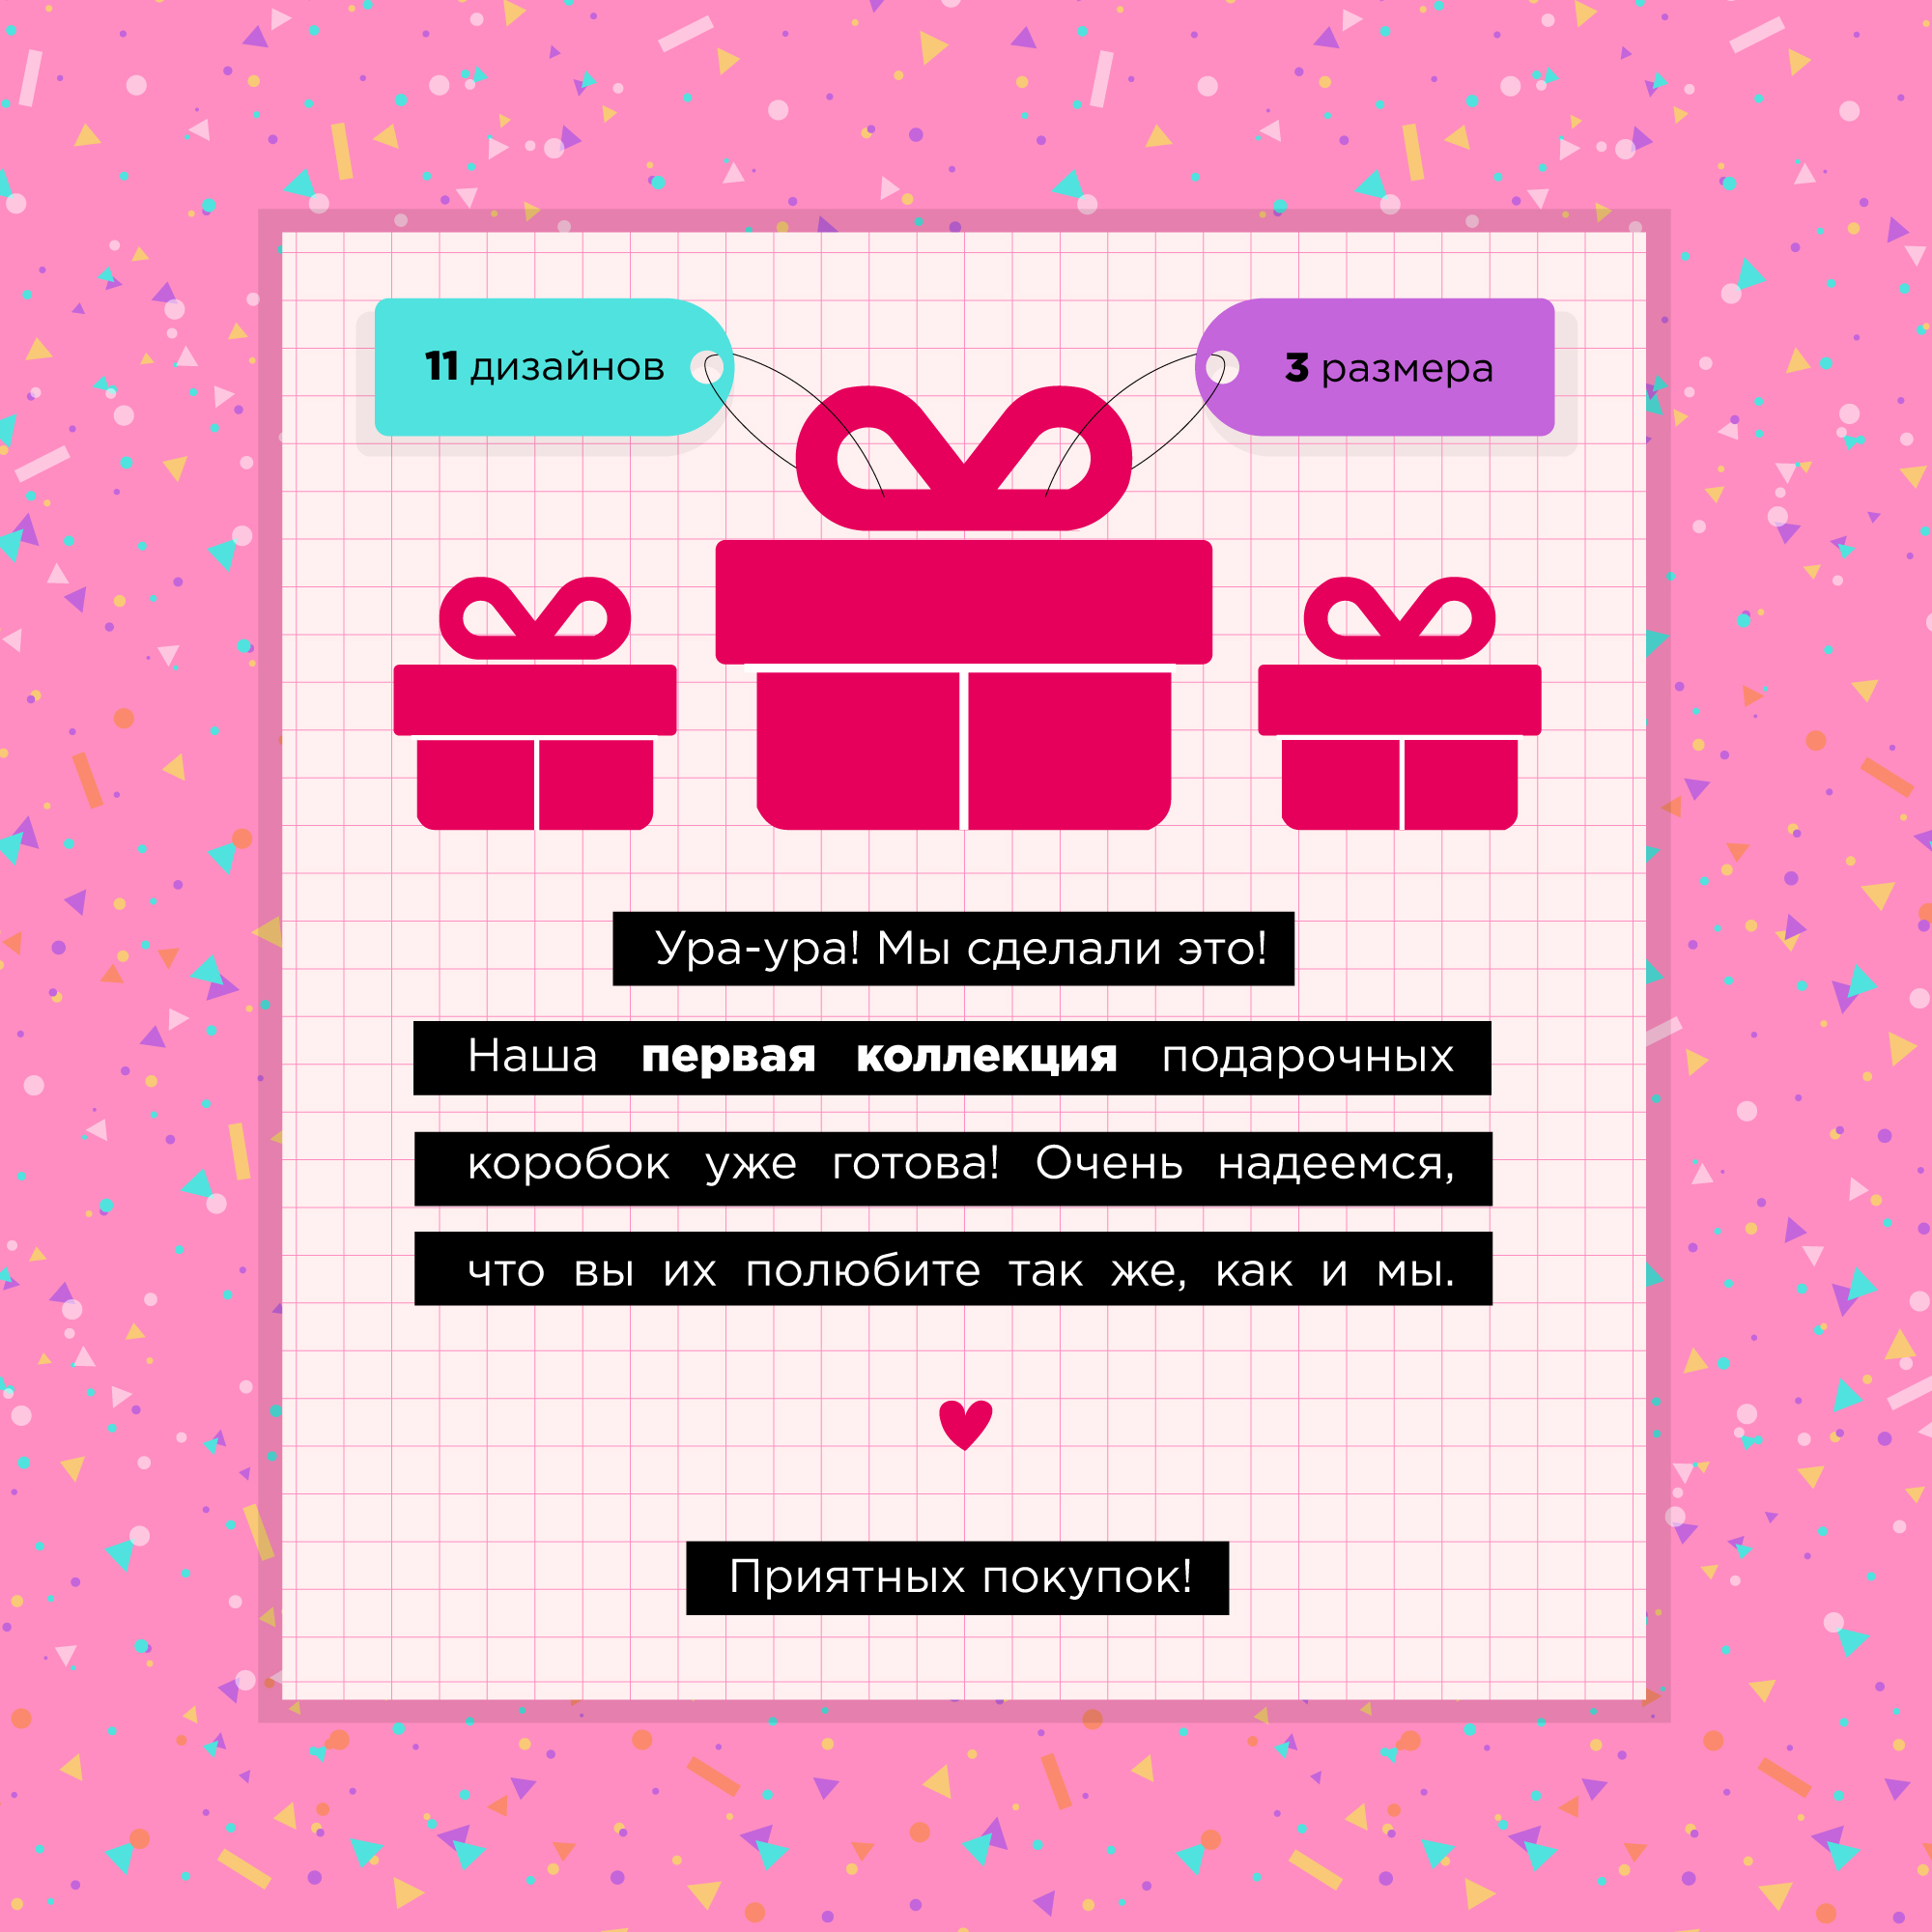 11 дизайнов
3 размера
Ура-ура! Мы сделали это!
Наша первая коллекция подарочных
коробок уже готова! Очень надеемся,
что вы их полюбите так же, как и мы.
Приятных покупок!